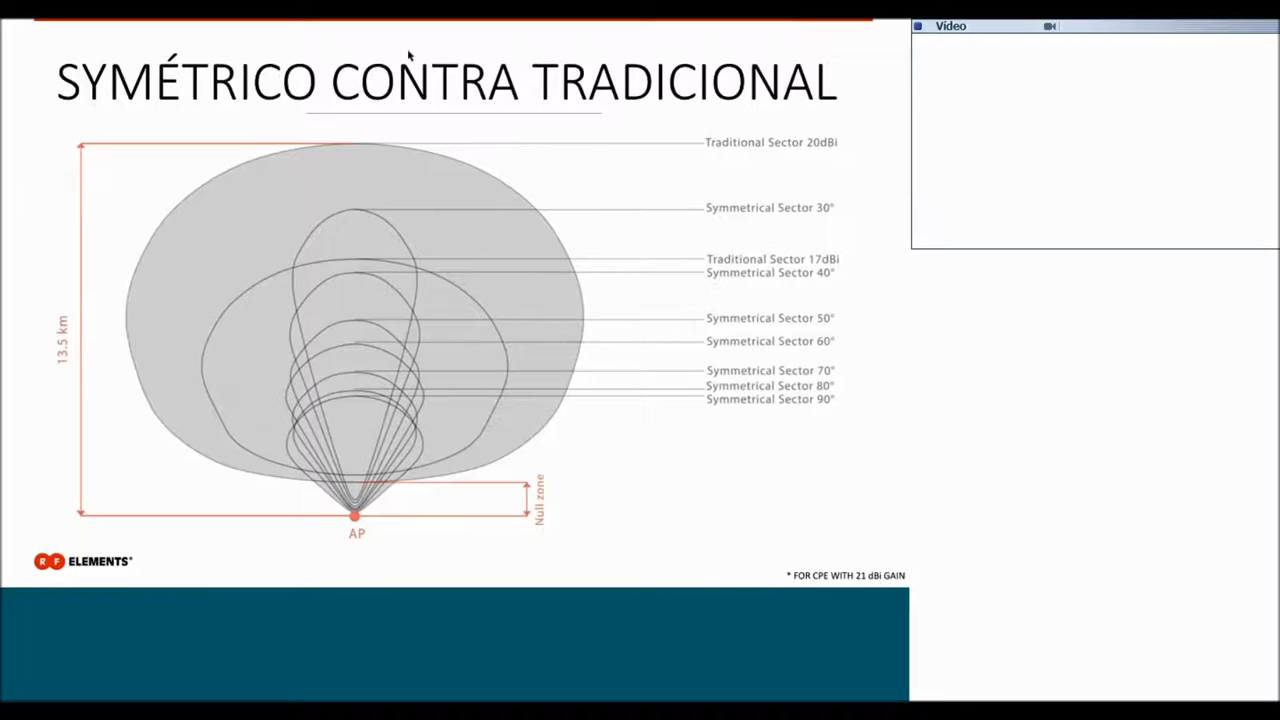 Vídeo
SYMÉTRICO CONTRA TRADICIONAL
Traditional Sector 20dBi
Symmetrical Sector 30°
Traditional Sector 17dBi
Symmetrical Sector 40°
Symmetrical Sector 50°
Symmetrical Sector 60°
Symmetrical Sector 70°
Symmetrical Sector 80°
Symmetrical Sector 90°
13.5 km
Null zone
AP
RF ELEMENTS®
* FOR CPE WITH 21 dBi GAIN